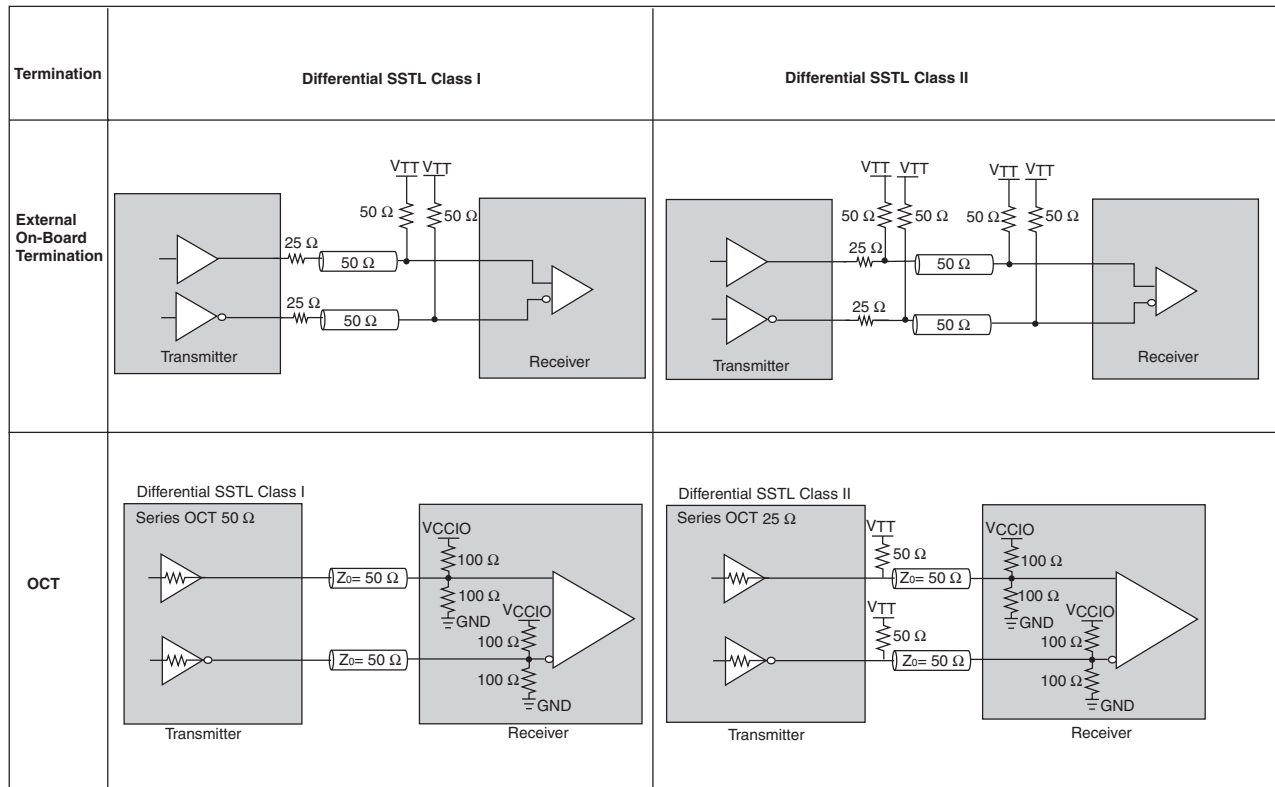 Termination
Differential SSTL Class I
Differential SSTL Class II
External
On-Board
Termination
VTT VTT
50 Ω
50 Ω
25 Ω
50 Ω
25 Ω
50 Ω
Transmitter
Receiver
VTT VTT
VTT VTT
50 Ω
50 Ω
50 Ω
50 Ω
25 Ω
50 Ω
25 Ω
50 Ω
Transmitter
Receiver
OCT
Differential SSTL Class I
Series OCT 50 Ω
VCCIO
100 Ω
Z0= 50 Ω
100 Ω
GND
VCCIO
100 Ω
Z0= 50 Ω
100 Ω
GND
Transmitter
Receiver
Differential SSTL Class II
Series OCT 25 Ω
VTT
50 Ω
Z0= 50 Ω
VCCIO
100 Ω
100 Ω
GND
VTT
50 Ω
Z0= 50 Ω
VCCIO
100 Ω
100 Ω
GND
Transmitter
Receiver